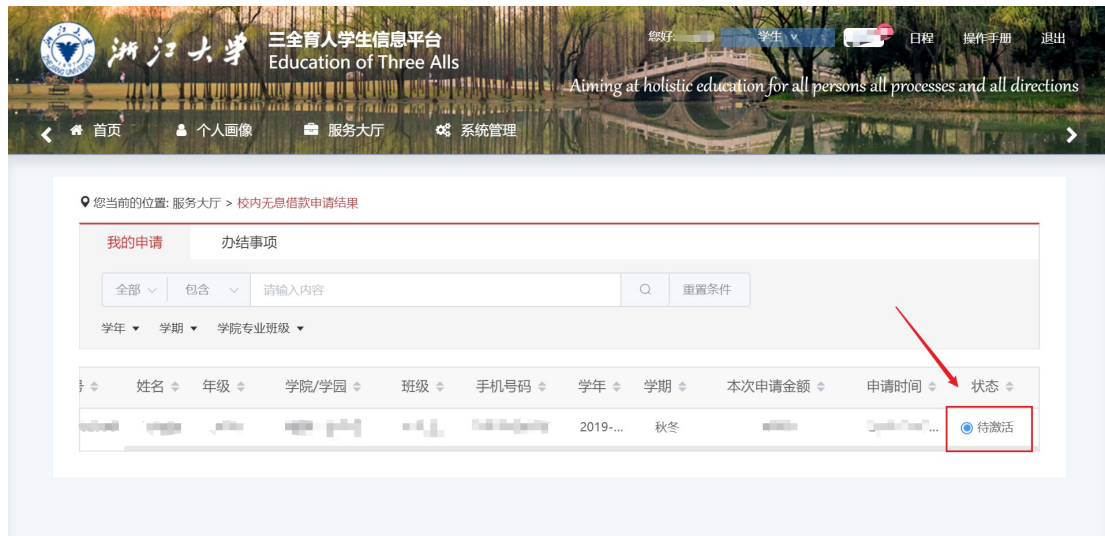 浙江大学
三全育人学生信息平台
Education of Three Alls
您好: 学生 日程 操作手册 退出
Aiming at holistic education for all persons all processes and all directions
首页 个人画像 服务大厅 系统管理
您当前的位置: 服务大厅 > 校内无息借款申请结果
我的申请 办结事项
全部 包含 请输入内容 重置条件
学年 学期 学院专业班级
号 姓名 年级 学院/学园 班级 手机号码 学年 学期 本次申请金额 申请时间 状态
2019-... 秋冬 ... 待激活